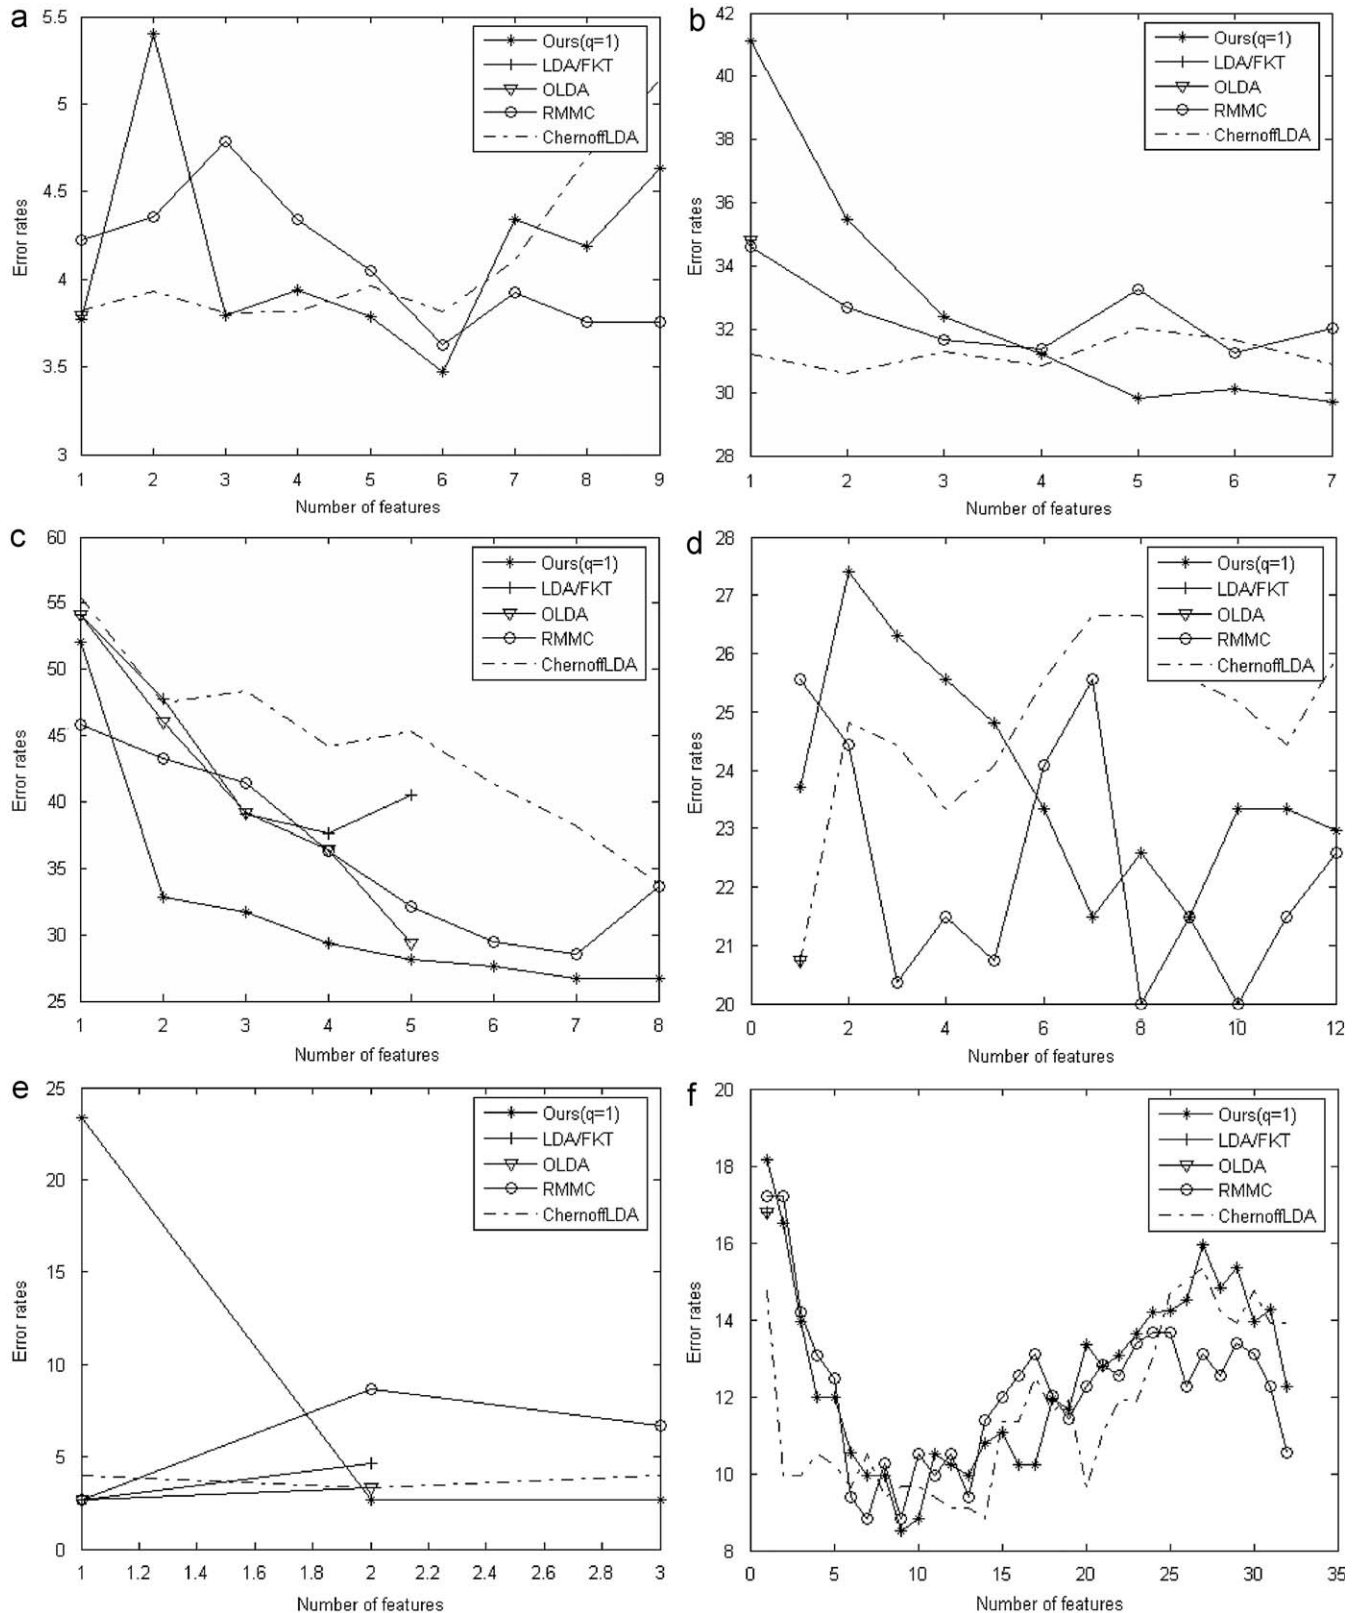 a
5.5
5
4.5
4
3.5
3
Error rates
1 2 3 4 5 6 7 8 9
Number of features
Ours(q=1)
LDA/FKT
OLDA
RMMC
ChernoffLDA
b
42
40
38
36
34
32
30
28
Error rates
1 2 3 4 5 6 7
Number of features
Ours(q=1)
LDA/FKT
OLDA
RMMC
ChernoffLDA
c
60
55
50
45
40
35
30
25
Error rates
1 2 3 4 5 6 7 8
Number of features
Ours(q=1)
LDA/FKT
OLDA
RMMC
ChernoffLDA
d
28
27
26
25
24
23
22
21
20
Error rates
0 2 4 6 8 10 12
Number of features
Ours(q=1)
LDA/FKT
OLDA
RMMC
ChernoffLDA
e
25
20
15
10
5
0
Error rates
1 1.2 1.4 1.6 1.8 2 2.2 2.4 2.6 2.8 3
Number of features
Ours(q=1)
LDA/FKT
OLDA
RMMC
ChernoffLDA
f
20
18
16
14
12
10
8
Error rates
0 5 10 15 20 25 30 35
Number of features
Ours(q=1)
LDA/FKT
OLDA
RMMC
ChernoffLDA